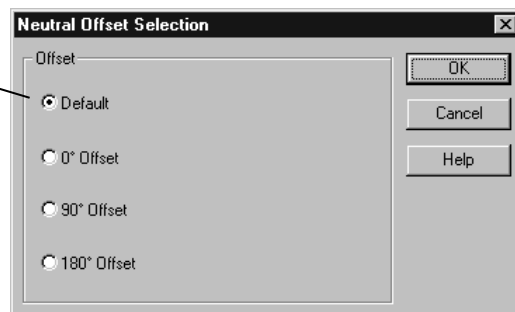 Neutral Offset Selection
Offset
Default
0° Offset
90° Offset
180° Offset
OK
Cancel
Help